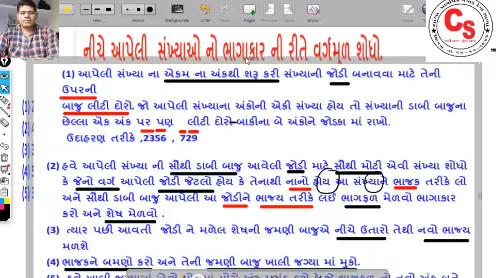 Backgrounds
Undo
Redo
નીચે આપેલી સંખ્યાઓ નો ભાગાકાર ની રીતે વર્ગમૂળ શોધો.
(1) આપેલી સંખ્યા ના એકમ ના અંકથી શરૂ કરી સંખ્યાની જોડી બનાવવા માટે તેની
ઉપરની
બાજુ લીટી દોરો. જો આપેલી સંખ્યાના અંકોની એકી સંખ્યા હોય તો સંખ્યાની ડાબી બાજુના
છેલ્લા એક અંક પર પણ લીટી દોરો-બાકીના બે અંકોને જોડકા માં રાખો.
ઉદાહરણ તરીકે ,2356 , 729
(2) હવે આપેલી સંખ્યા ની સૌથી ડાબી બાજુ આવેલી જોડી માટે સૌથી મોટી એવી સંખ્યા શોધો
કે જેનો વર્ગ આપેલી જોડી જેટલો હોય કે તેનાથી નાનો હોય આ સંખ્યાને ભાજક તરીકે લો
અને સંખ્યાની સૌથી ડાબી બાજુ આપેલી આ જોડીને ભાજ્ય તરીકે લઈ ભાગફળ મેળવો ભાગાકાર
કરો અને શેષ મેળવો .
(3) ત્યાર પછી આવતી જોડી ને મળેલ શેષની જમણી બાજુએ નીચે ઉતારો તેથી નવો ભાજ્ય
મળશે
(4) ભાજકને બમણો કરો અને તેની જમણી બાજુ ખાલી જગ્યા માં મૂકો.